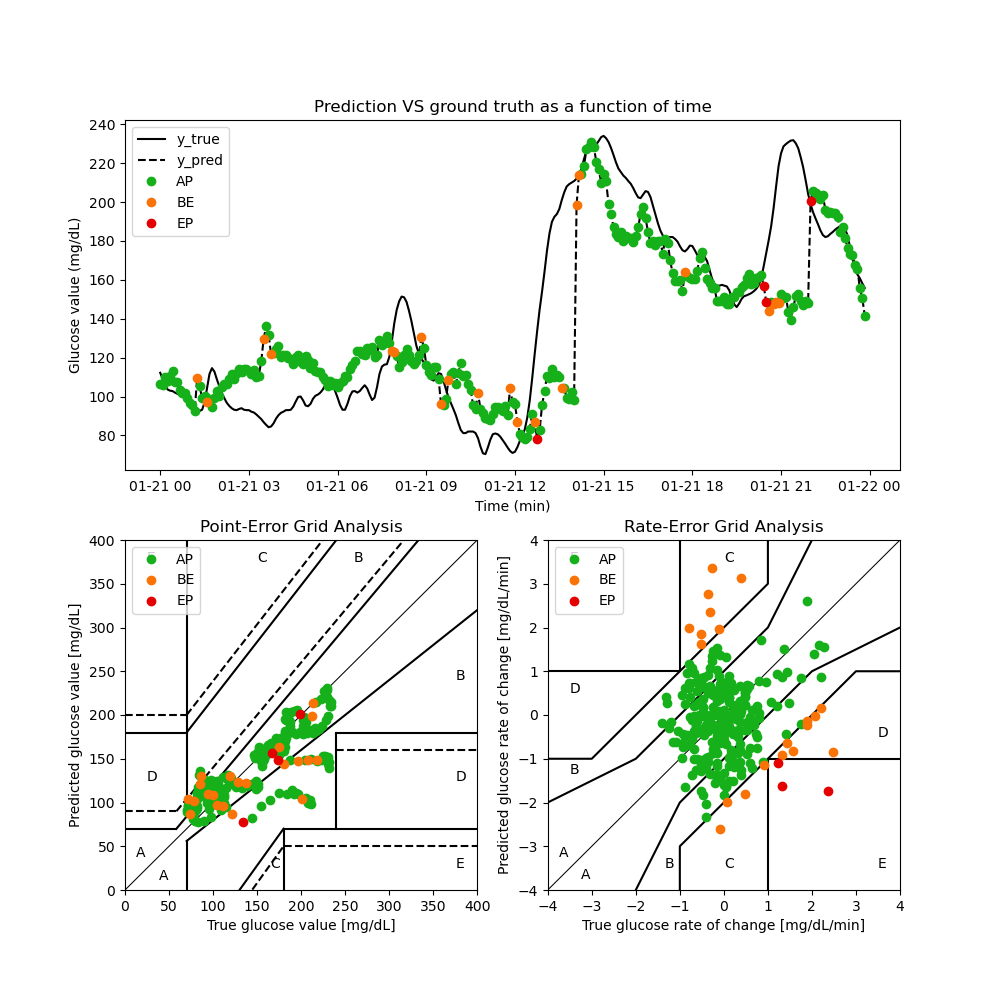 Prediction VS ground truth as a function of time
Glucose value (mg/dL)
240
220
200
180
160
140
120
100
80
y_true
y_pred
AP
BE
EP
01-21 00 01-21 03 01-21 06 01-21 09 01-21 12 01-21 15 01-21 18 01-21 21 01-22 00
Time (min)
Point-Error Grid Analysis
Predicted glucose value [mg/dL]
400
350
300
250
200
150
100
50
0
AP
BE
EP
C B
B
D D
A
A
C E
0 50 100 150 200 250 300 350 400
True glucose value [mg/dL]
Rate-Error Grid Analysis
Predicted glucose rate of change [mg/dL/min]
4
3
2
1
0
−1
−2
−3
−4
AP
BE
EP
C
D
D
B
A
A
B C E
−4 −3 −2 −1 0 1 2 3 4
True glucose rate of change [mg/dL/min]